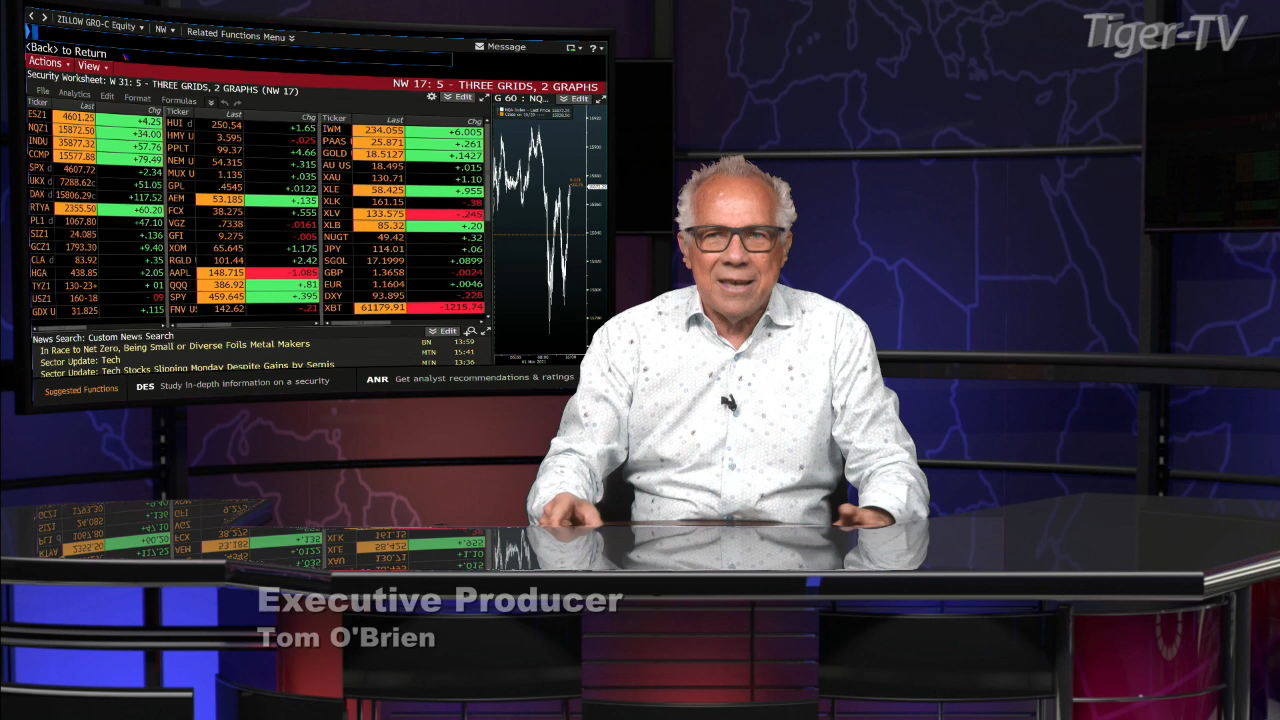 Tiger-TV
ZILLOW GRO-C Equity NW Related Functions Menu
Message
?
<Back> to Return
Actions View
Security Worksheet: W 31: 5 - THREE GRIDS, 2 GRAPHS (NW 17)
NW 17: 5 - THREE GRIDS, 2 GRAPHS
File Analytics Edit Format Formulas
Edit
G 60 : NQ... Edit
Ticker Last Chg Ticker Last Chg Ticker Last Chg
ESZ1 4601.25 +4.25 HUI d 250.54 +1.65 IWM 234.055 +6.005
NQZ1 15872.50 +34.00 HMY U 3.595 -.025 PAAS 25.871 +.261
INDU 35877.32 +57.76 PPLT 99.37 +4.66 GOLD 18.5127 +.1427
CCMP 15577.88 +79.49 NEM U 54.315 +.315 AU US 18.495 +.015
SPX d 4607.72 +2.34 MUX U 1.135 +.035 XAU 130.71 +1.10
UKX d 7288.62c +51.05 GPL .4545 +.0122 XLE 58.425 +.955
DAX d 15806.29c +117.52 AEM 53.185 +.135 XLK 161.15 -.38
RTYA 2355.50 +60.20 FCX 38.275 +.555 XLV 133.575 -.245
PL1 d 1067.80 +47.10 VGZ .7338 -.0161 XLB 85.32 +.20
SIZ1 24.085 +.136 GFI 9.275 -.005 NUGT 49.42 +.32
GCZ1 1793.30 +9.40 XOM 65.645 +1.175 JPY 114.01 +.06
CLA d 83.92 +.35 RGLD 101.44 +2.42 SGOL 17.1999 +.0899
HGA 438.85 +2.05 AAPL 148.715 -1.085 GBP 1.3658 -.0024
TYZ1 130-23+ + 01 QQQ 386.92 +.81 EUR 1.1604 +.0046
USZ1 160-18 - 09 SPY 459.645 +.395 DXY 93.895 -.228
GDX U 31.825 +.115 FNV US 142.62 -.21 XBT 61179.91 -1215.74
Edit
News Search: Custom News Search
In Race to Net Zero, Being Small or Diverse Foils Metal Makers BN 13:59
Sector Update: Tech MTN 15:41
Sector Update: Tech Stocks Slipping Monday Despite Gains by Semis MTN 13:36
Suggested Functions DES Study in-depth information on a security ANR Get analyst recommendations & ratings
Executive Producer
Tom O'Brien